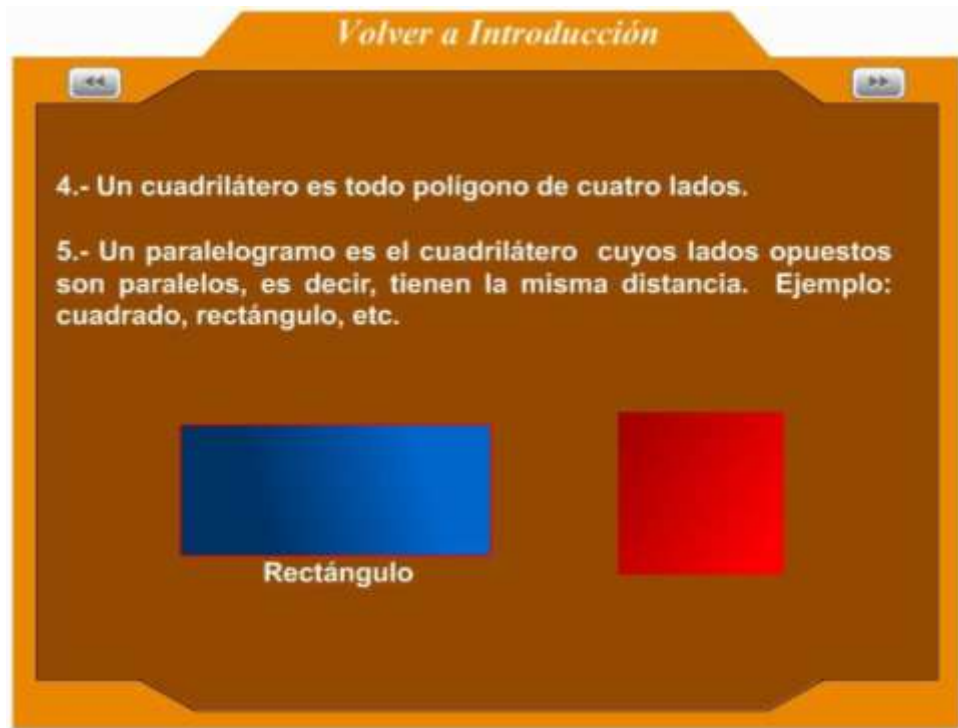 Volver a Introducción
4.- Un cuadrilátero es todo polígono de cuatro lados.
5.- Un paralelogramo es el cuadrilátero cuyos lados opuestos
son paralelos, es decir, tienen la misma distancia. Ejemplo:
cuadrado, rectángulo, etc.
Rectángulo